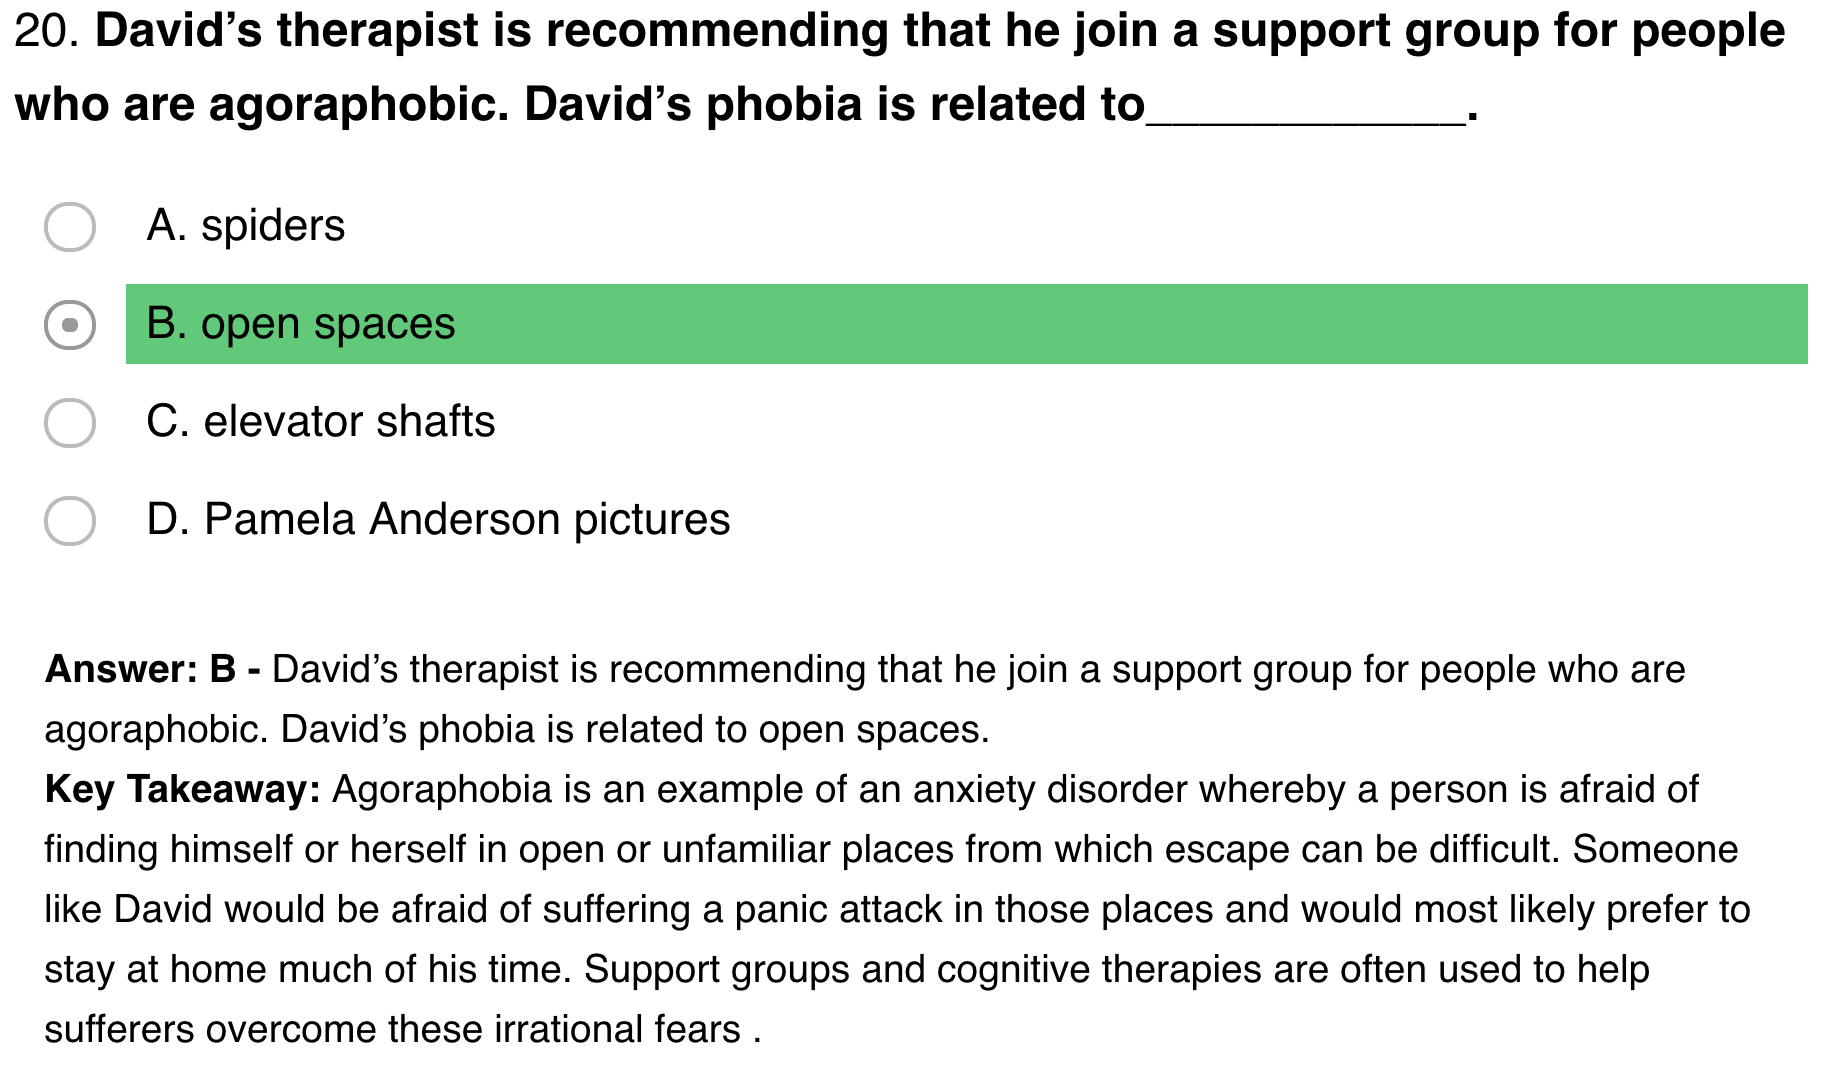 20. David’s therapist is recommending that he join a support group for people
who are agoraphobic. David’s phobia is related to____________.
A. spiders
B. open spaces
C. elevator shafts
D. Pamela Anderson pictures
Answer: B - David’s therapist is recommending that he join a support group for people who are
agoraphobic. David’s phobia is related to open spaces.
Key Takeaway: Agoraphobia is an example of an anxiety disorder whereby a person is afraid of
finding himself or herself in open or unfamiliar places from which escape can be difficult. Someone
like David would be afraid of suffering a panic attack in those places and would most likely prefer to
stay at home much of his time. Support groups and cognitive therapies are often used to help
sufferers overcome these irrational fears .